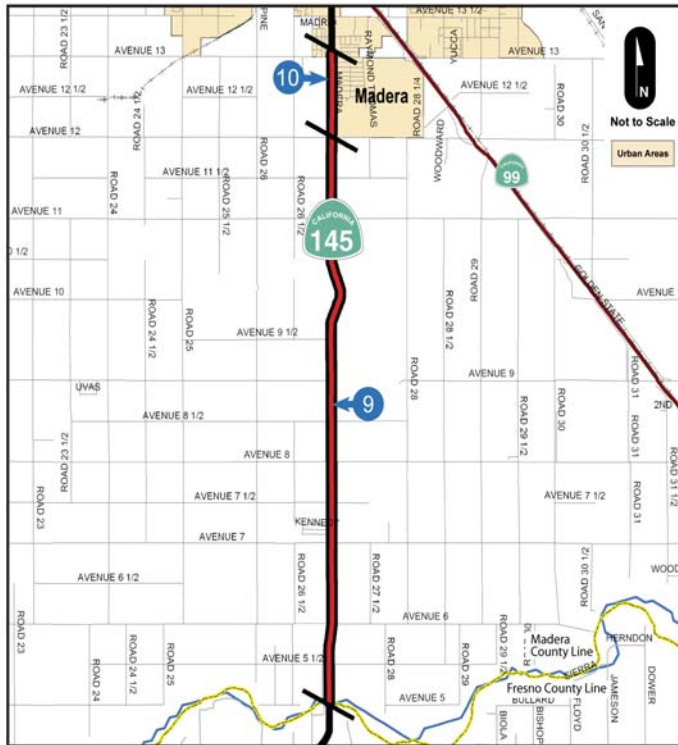 ROAD 23 1/2
PINE
MADR
13 1/2
SAN
AVENUE 13
AVENUE 13
YUCCA
RAYMOND THOMAS
10
MADERA
Madera
ROAD 28 1/4
AVENUE 12 1/2
AVENUE 12 1/2
AVENUE 12 1/2
ROAD 24 1/2
ROAD 30
ROAD 30 1/2
N
Not to Scale
Urban Areas
AVENUE 12
ROAD 26
WOODWARD
CALIFORNIA
99
AVENUE 11 1/2
ROAD 24
ROAD 25 1/2
ROAD 26 1/2
AVENUE 11
CALIFORNIA
145
0 1/2
ROAD 29
GOLDEN STATE
AVENUE 10
AVENUE
ROAD 24 1/2
ROAD 25
ROAD 28 1/2
AVENUE 9 1/2
ROAD 28
AVENUE 9
ROAD 31
UVAS
9
2ND
AVENUE 8 1/2
ROAD 23 1/2
ROAD 29 1/2
ROAD 30
ROAD 31
ROAD 31 1/2
AVENUE 8
ROAD 23
AVENUE 7 1/2
AVENUE 7 1/2
KENNEDY
AVENUE 7
AVENUE 6 1/2
ROAD 26 1/2
ROAD 27 1/2
ROAD 30 1/2
WOOD
ROAD 23
AVENUE 6
ROAD 29 1/2
Madera
County Line
HERNDON
ROAD 24
ROAD 24 1/2
ROAD 25
AVENUE 5 1/2
ROAD 28
ROAD 29
SIERRA
Fresno County Line
AVENUE 5
BULLARD
BIOLA
BISHOP
FLOYD
JAMESON
DOWER